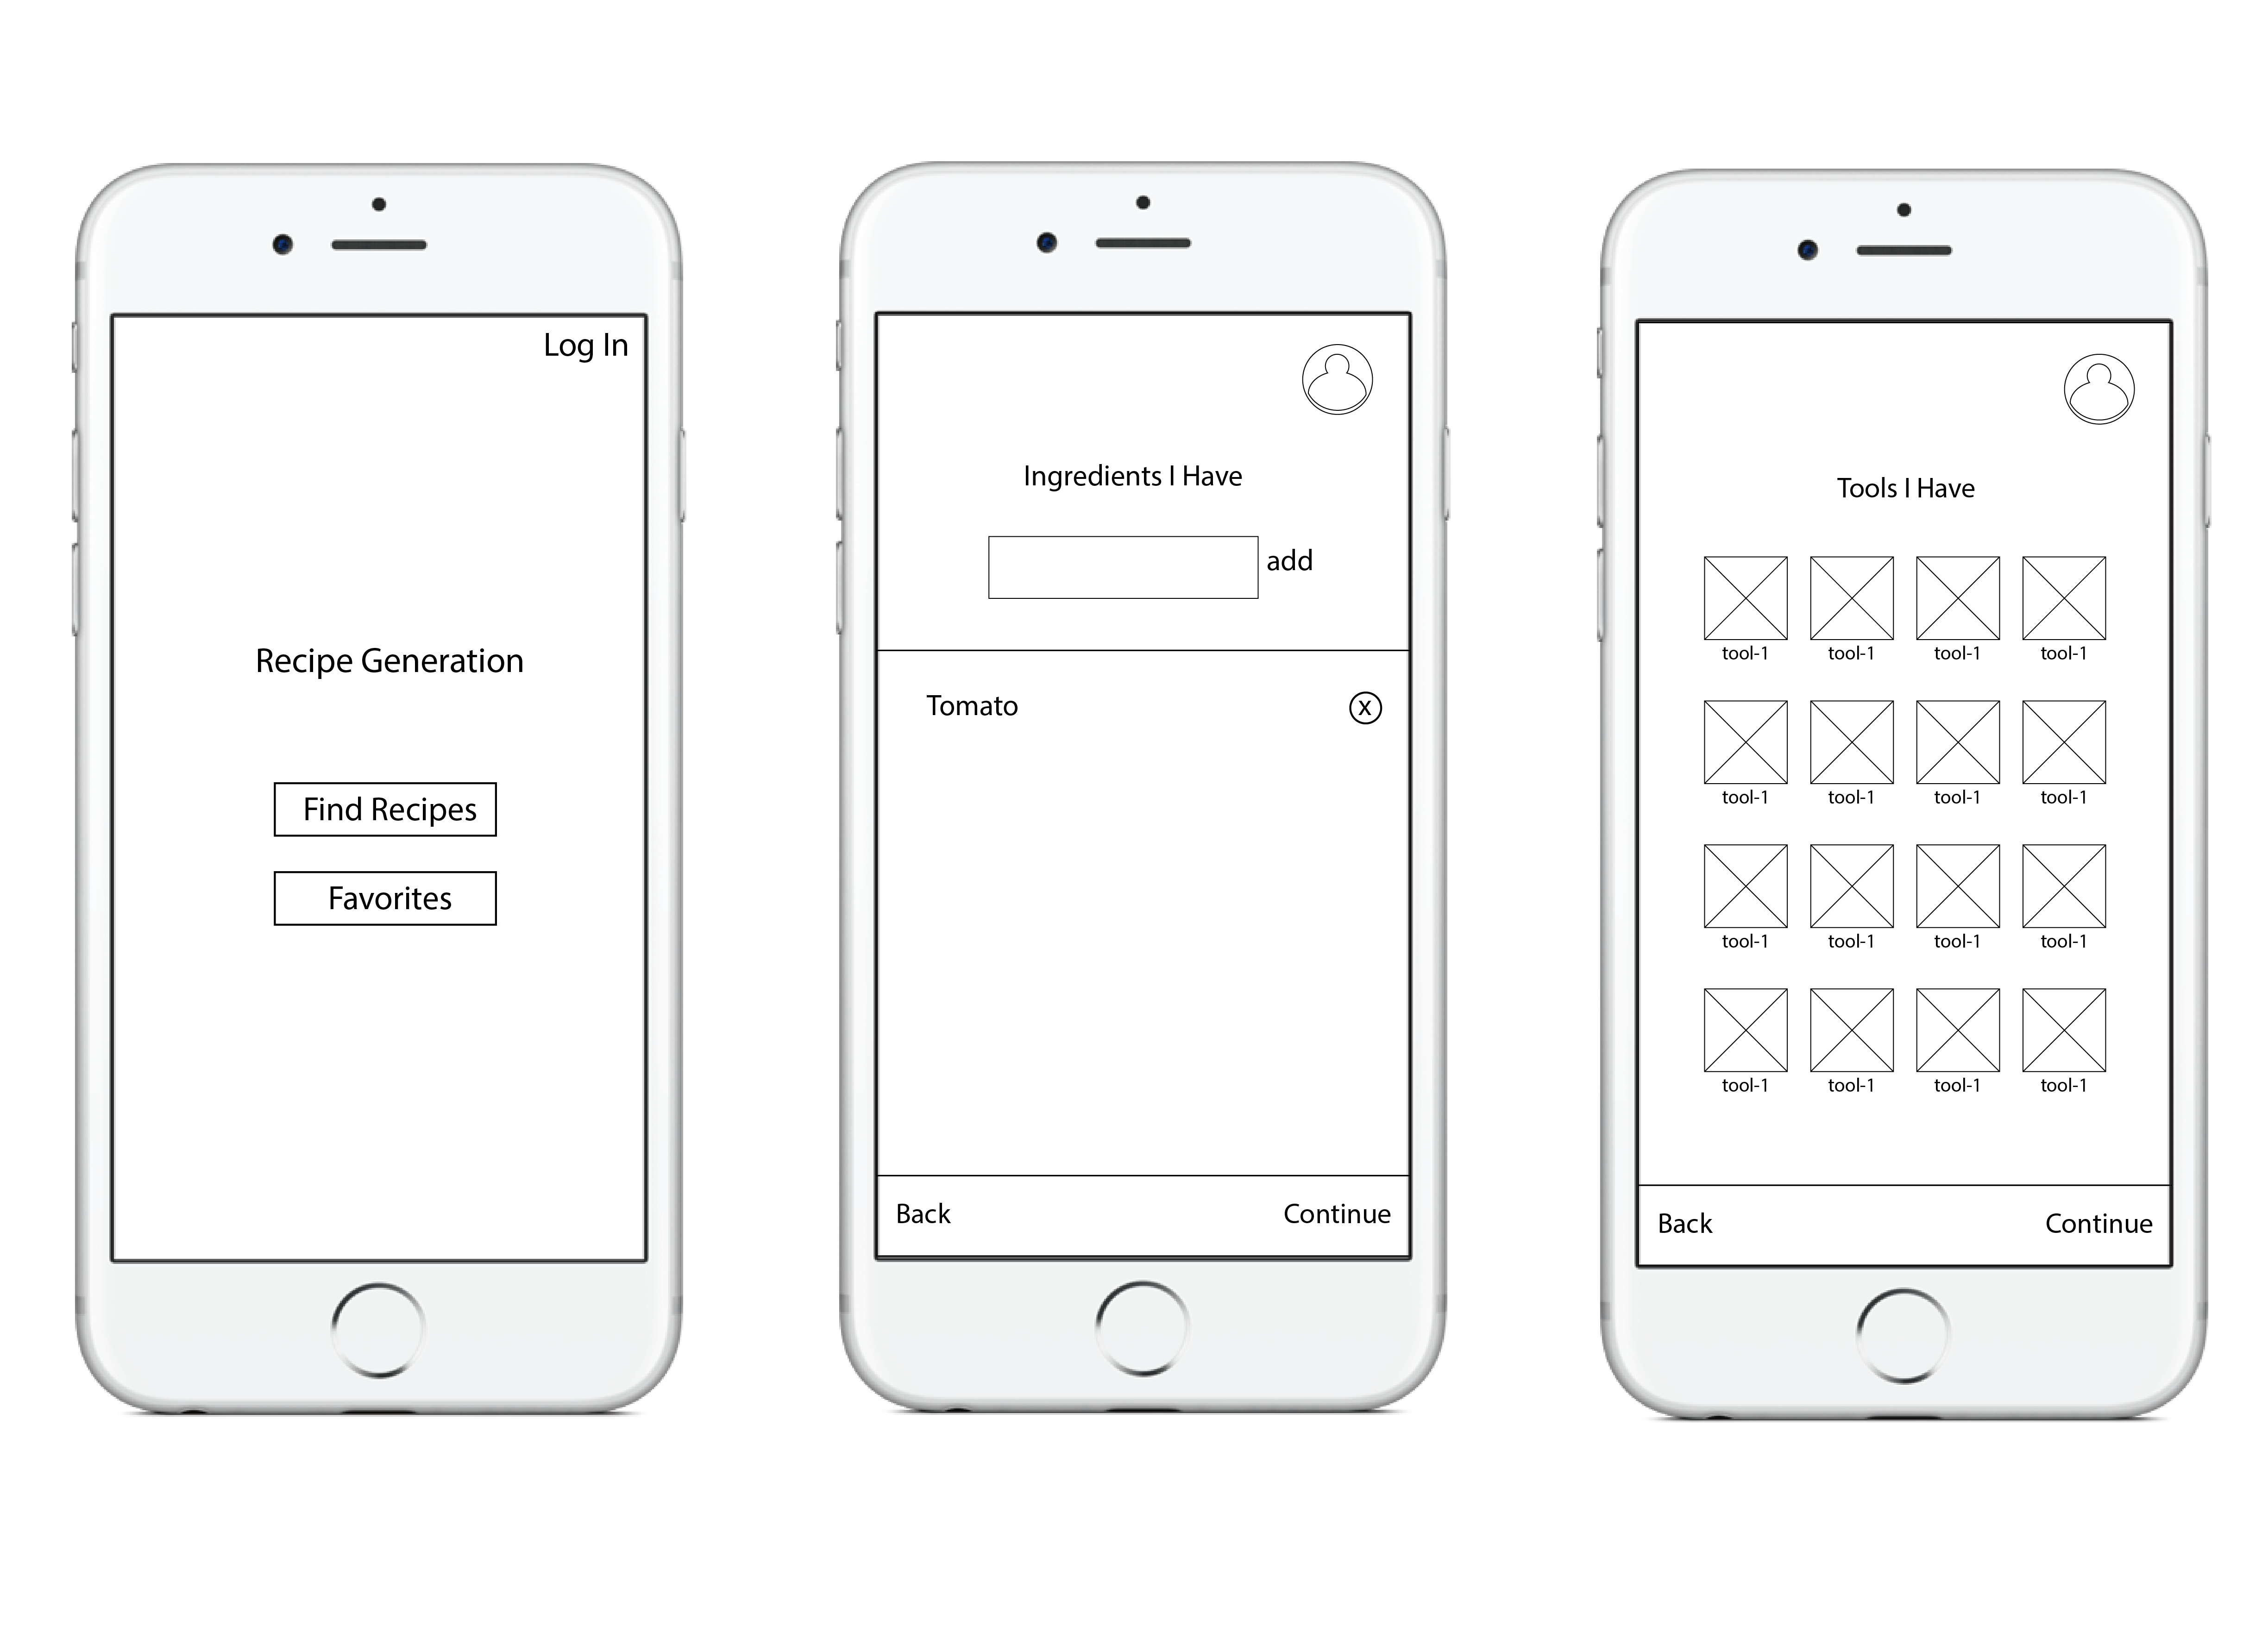 Log In
Recipe Generation
Find Recipes
Favorites
Ingredients I Have
add
Tomato
X
Back
Continue
Tools I Have
tool-1 tool-1 tool-1 tool-1
tool-1 tool-1 tool-1 tool-1
tool-1 tool-1 tool-1 tool-1
tool-1 tool-1 tool-1 tool-1
Back
Continue